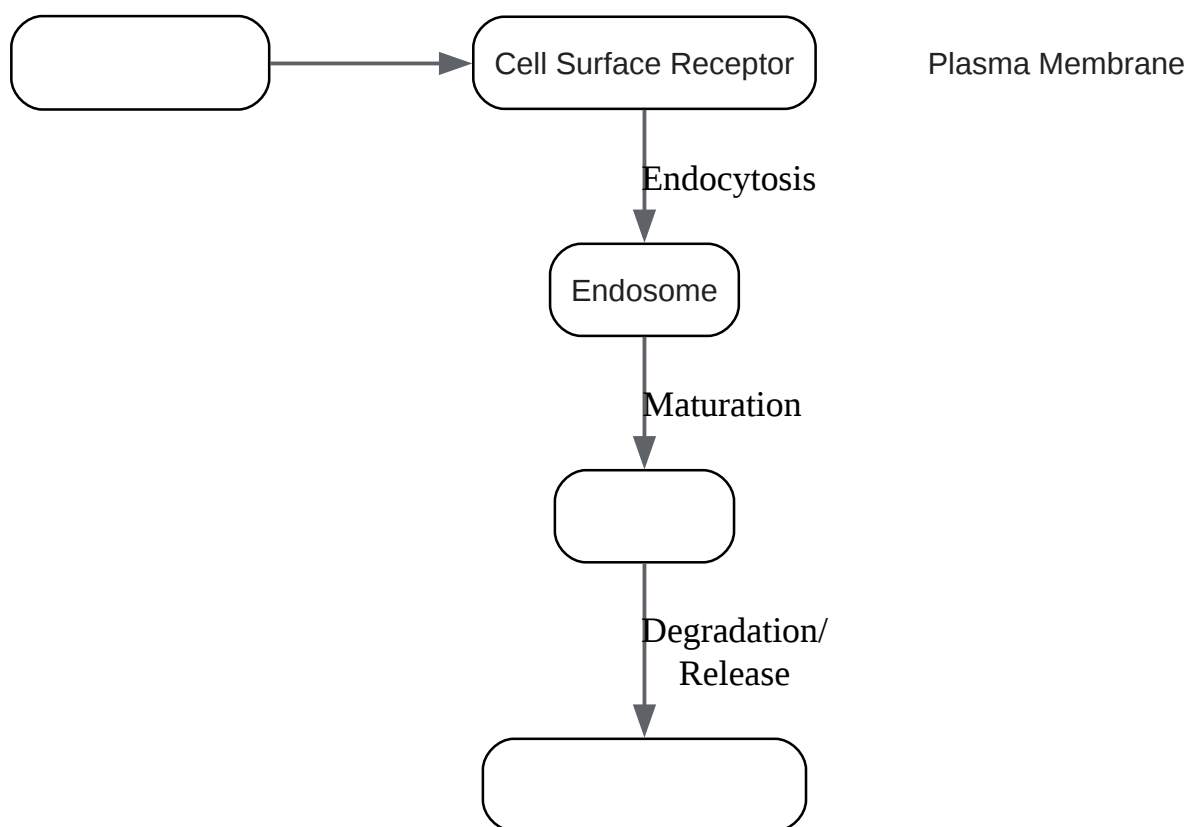 Cell Surface Receptor
Plasma Membrane
Endocytosis
Endosome
Maturation
Degradation/
Release